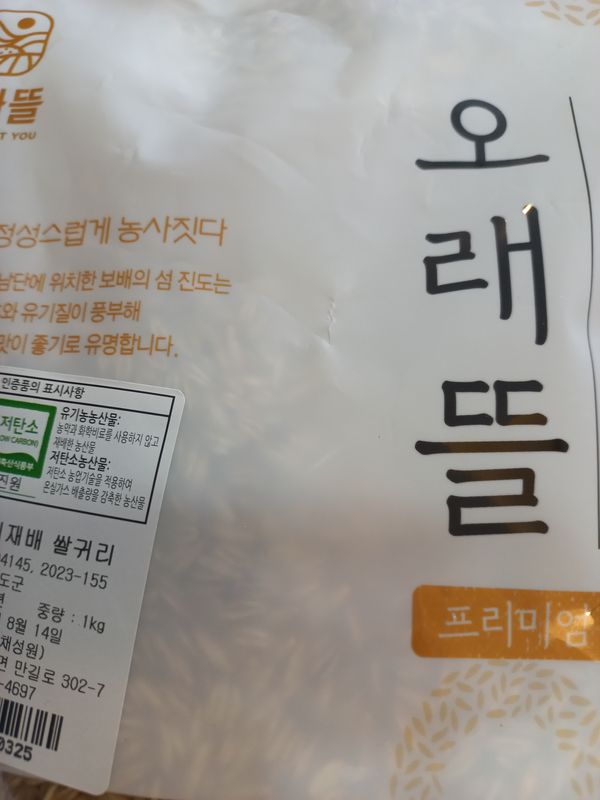 뜰
T YOU
정성스럽게 농사짓다
남단에 위치한 보배의 섬 진도는
와 유기질이 풍부해
맛이 좋기로 유명합니다.
오래뜰
프리미엄
인증품의 표시사항
저탄소
(LOW CARBON)
유기농농산물:
농약과 화학비료를 사용하지 않고
재배한 농산물
저탄소농산물:
저탄소 농업기술을 적용하여
온실가스 배출량을 감축한 농산물
재배 쌀귀리
4145, 2023-155
도군
중량 : 1kg
8월 14일
채성원)
면 만길로 302-7
-4697
0325